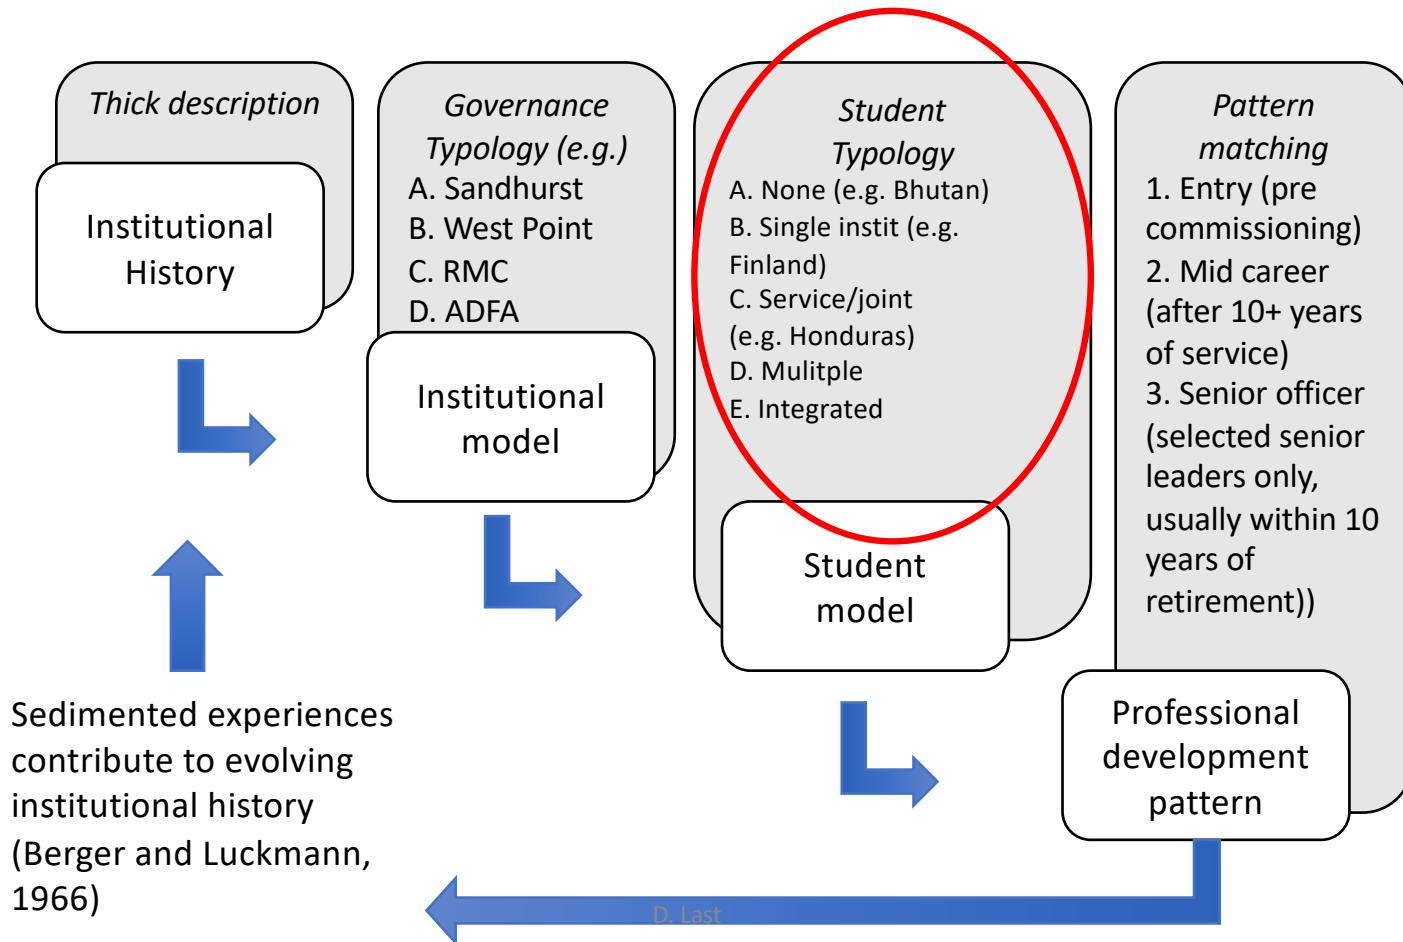 Thick description
Institutional
History
Governance
Typology (e.g.)
A. Sandhurst
B. West Point
C. RMC
D. ADFA
Institutional
model
Student
Typology
A. None (e.g. Bhutan)
B. Single instit (e.g.
Finland)
C. Service/joint
(e.g. Honduras)
D. Mulitple
E. Integrated
Student
model
Pattern
matching
1. Entry (pre
commissioning)
2. Mid career
(after 10+ years
of service)
3. Senior officer
(selected senior
leaders only,
usually within 10
years of
retirement))
Professional
development
pattern
Sedimented experiences
contribute to evolving
institutional history
(Berger and Luckmann,
1966)
D. Last